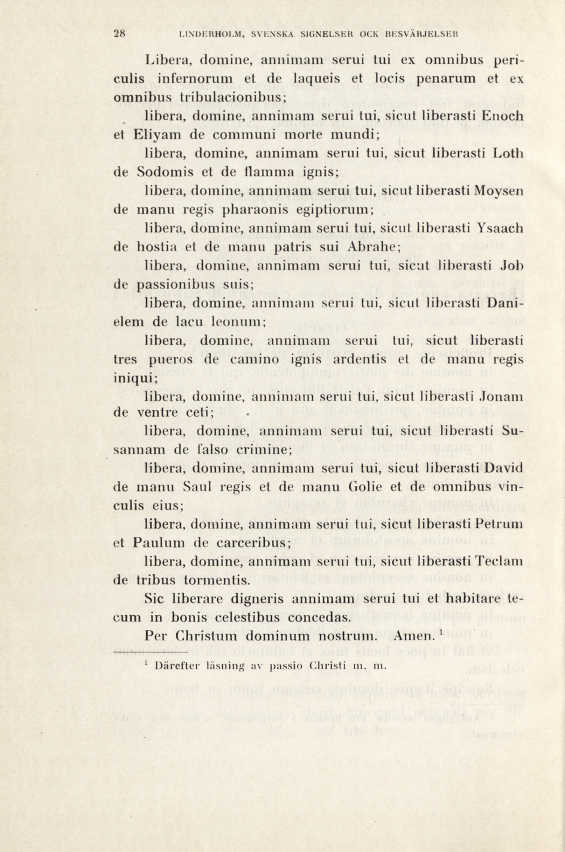 28 LINDERHOLM, SVENSKA SIGNELSER OCK BESVÄRJELSER
Libera, domine, annimam serui tui ex omnibus peri-
culis infernorum et de laqueis et locis penarum et ex
omnibus tribulacionibus;
libera, domine, annimam serui tui, sicut liberasti Enoch
et Eliyam de communi morte mundi;
libera, domine, annimam serui tui, sicut liberasti Loth
de Sodomis et de flamma ignis;
libera, domine, annimam serui tui, sicut liberasti Moysen
de manu regis pharaonis egiptiorum;
libera, domine, annimam serui tui, sicut liberasti Ysaach
de hostia et de manu patris sui Abrahe;
libera, domine, annimam serui tui, sicut liberasti Job
de passionibus suis;
libera, domine, annimam serui tui, sicut liberasti Dani-
elem de lacu leonum;
libera, domine, annimam serui tui, sicut liberasti
tres pueros de camino ignis ardentis et de manu regis
iniqui;
libera, domine, annimam serui tui, sicut liberasti Jonam
de ventre ceti;
libera, domine, annimam serui tui, sicut liberasti Su-
sannam de falso crimine;
libera, domine, annimam serui tui, sicut liberasti David
de manu Saul regis et de manu Golie et de omnibus vin-
culis eius;
libera, domine, annimam serui tui, sicut liberasti Petrum
et Paulum de carceribus;
libera, domine, annimam serui tui, sicut liberasti Teclam
de tribus tormentis.
Sic liberare digneris annimam serui tui et habitare te-
cum in bonis celestibus concedas.
Per Christum dominum nostrum. Amen. ¹
¹ Därefter läsning av passio Christi m. m.